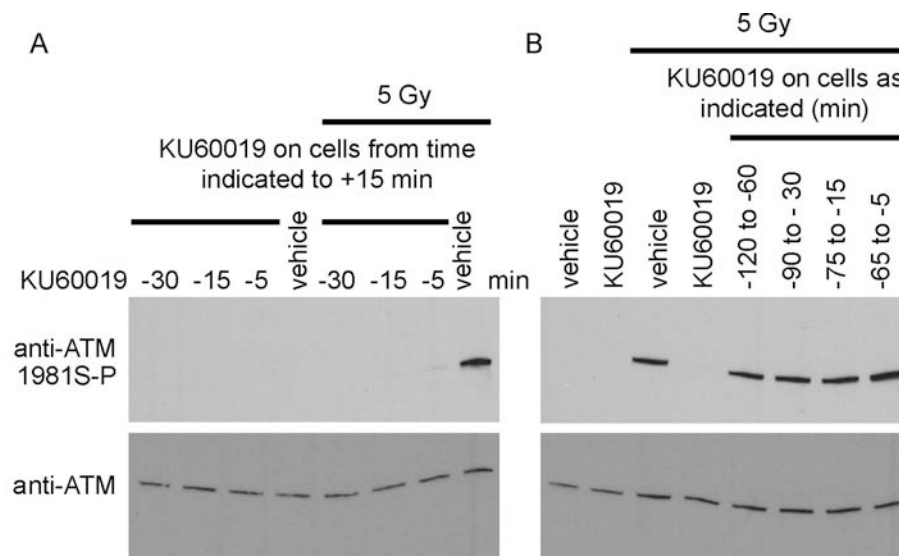 A
5 Gy
KU60019 on cells from time
indicated to +15 min
vehicle
vehicle
KU60019 -30 -15 -5 -30 -15 -5 min
anti-ATM
1981S-P
anti-ATM
B
5 Gy
KU60019 on cells as
indicated (min)
vehicle
KU60019
vehicle
KU60019
-120 to -60
-90 to - 30
-75 to -15
-65 to -5